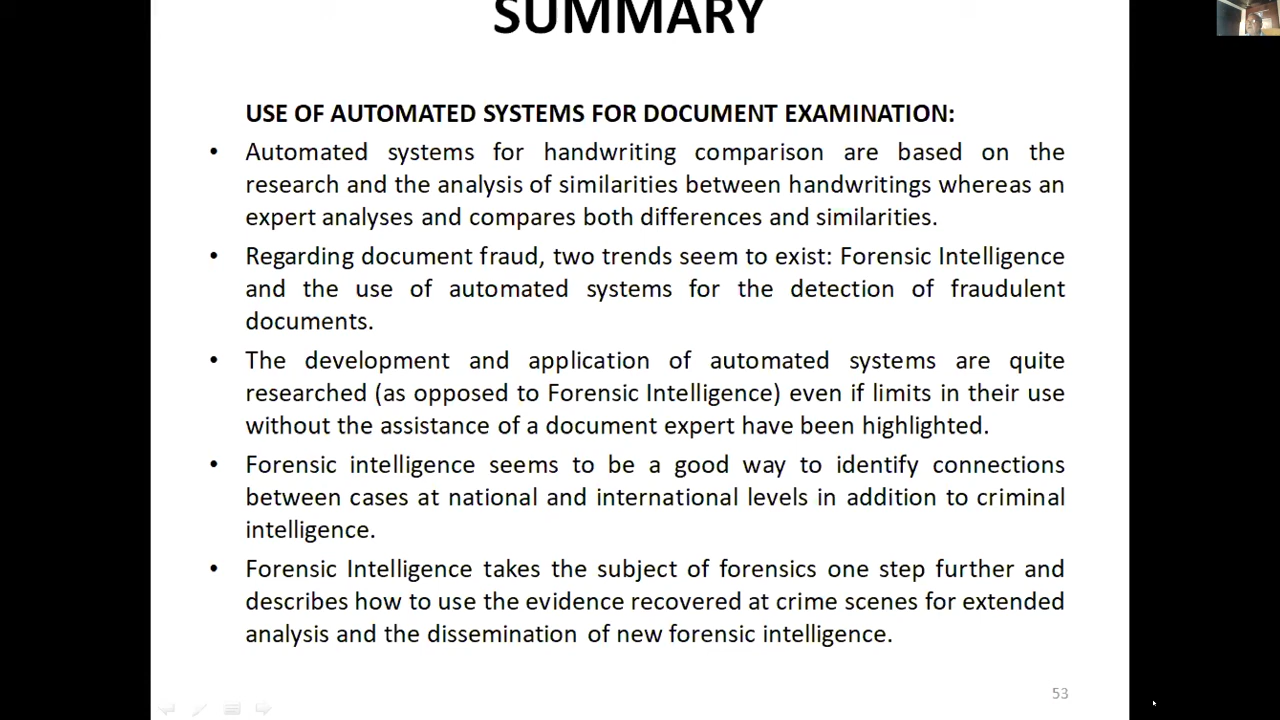 SUMMARY
USE OF AUTOMATED SYSTEMS FOR DOCUMENT EXAMINATION:
• Automated systems for handwriting comparison are based on the
research and the analysis of similarities between handwritings whereas an
expert analyses and compares both differences and similarities.
• Regarding document fraud, two trends seem to exist: Forensic Intelligence
and the use of automated systems for the detection of fraudulent
documents.
• The development and application of automated systems are quite
researched (as opposed to Forensic Intelligence) even if limits in their use
without the assistance of a document expert have been highlighted.
• Forensic intelligence seems to be a good way to identify connections
between cases at national and international levels in addition to criminal
intelligence.
• Forensic Intelligence takes the subject of forensics one step further and
describes how to use the evidence recovered at crime scenes for extended
analysis and the dissemination of new forensic intelligence.
53